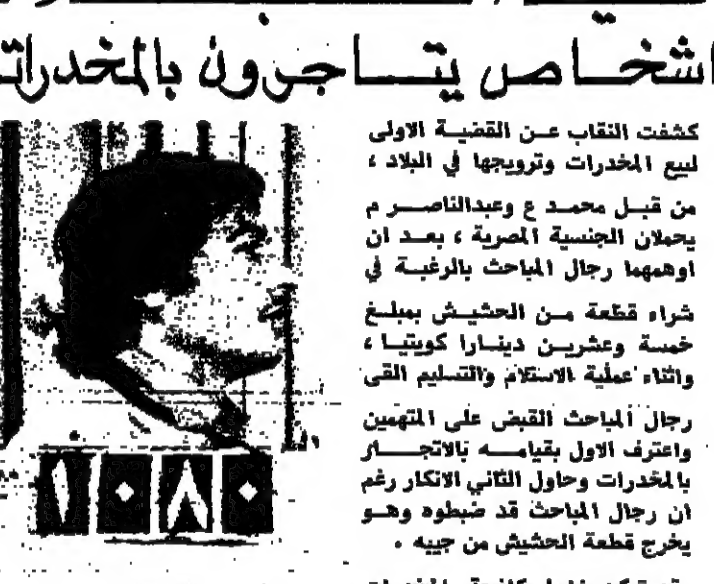 اشخاص يتاجرون بالمخدرات
كشفت النقاب عن القضية الاولى
لبيع المخدرات وترويجها في البلاد ،
من قبل محمد ع وعبدالناصر م
يحملان الجنسية المصرية ، بعد ان
اوهمهما رجال المباحث بالرغبة في
شراء قطعة من الحشيش بمبلغ
خمسة وعشرين دينارا كويتيا ،
واثناء عملية الاستلام والتسليم القى
رجال المباحث القبض على المتهمين
واعترف الاول بقيامه بالاتجار
بالمخدرات وحاول الثاني الانكار رغم
ان رجال المباحث قد ضبطوه وهو
يخرج قطعة الحشيش من جيبه .
١٠٨٠